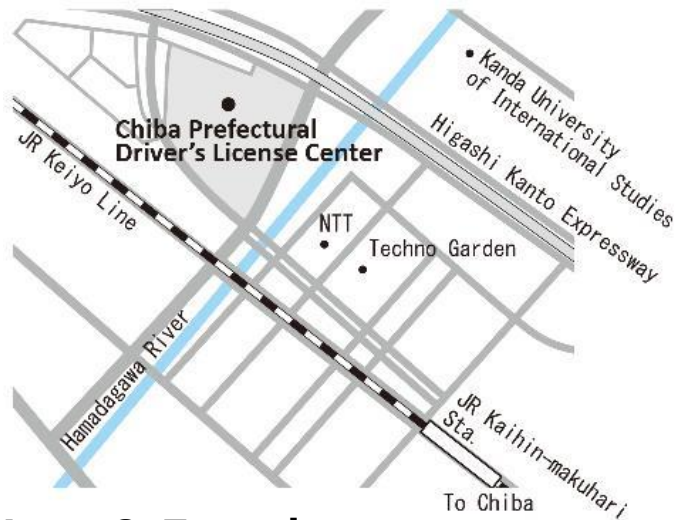 Kanda University
of International Studies
Higashi Kanto Expressway
Chiba Prefectural
Driver's License Center
JR Keiyo Line
NTT
Techno Garden
Hamadagawa River
JR Kaihin-makuhari
Sta.
To Chiba